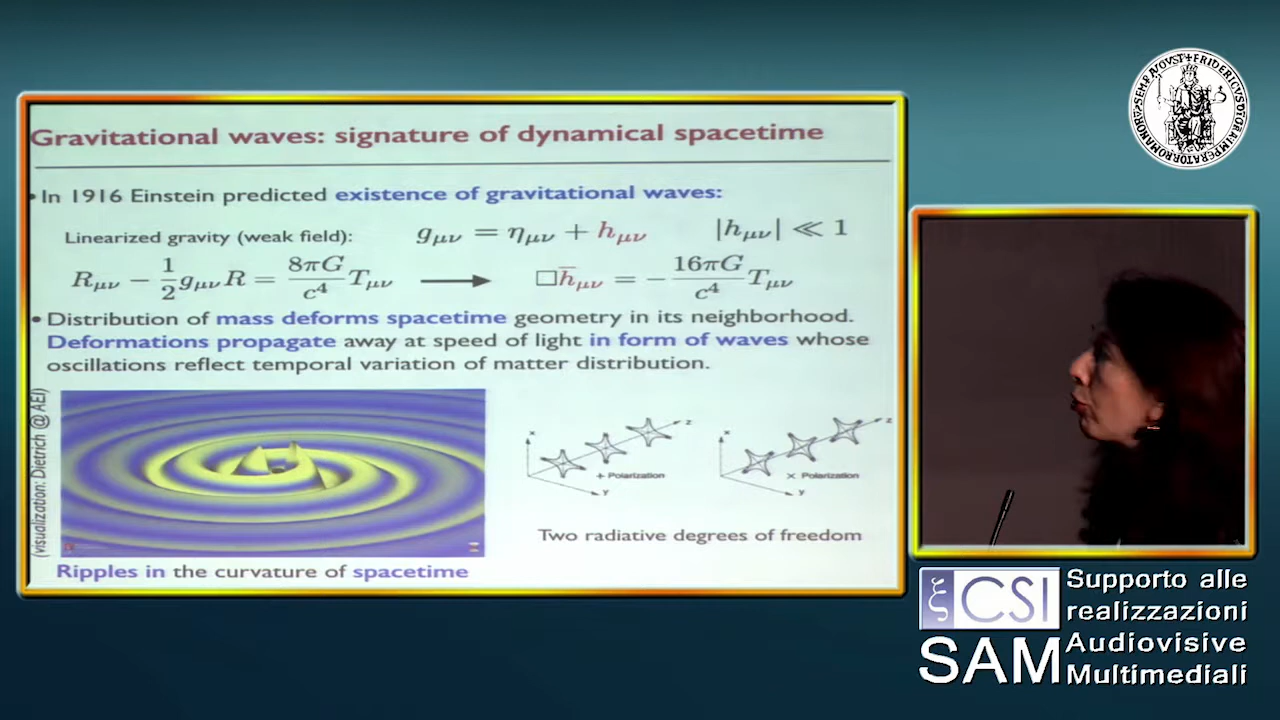 Gravitational waves: signature of dynamical spacetime
• In 1916 Einstein predicted existence of gravitational waves:
Linearized gravity (weak field): gμν = ημν + hμν |hμν| ≪ 1
Rμν − 1/2 gμν R = 8πG/c⁴ Tμν → □h̄μν = − 16πG/c⁴ Tμν
• Distribution of mass deforms spacetime geometry in its neighborhood.
Deformations propagate away at speed of light in form of waves whose
oscillations reflect temporal variation of matter distribution.
(visualization: Dietrich @ AEI)
x
z
+ Polarization
y
x
z
× Polarization
y
Two radiative degrees of freedom
Ripples in the curvature of spacetime
ξ CSI
SAM
Supporto alle
realizzazioni
Audiovisive
Multimediali